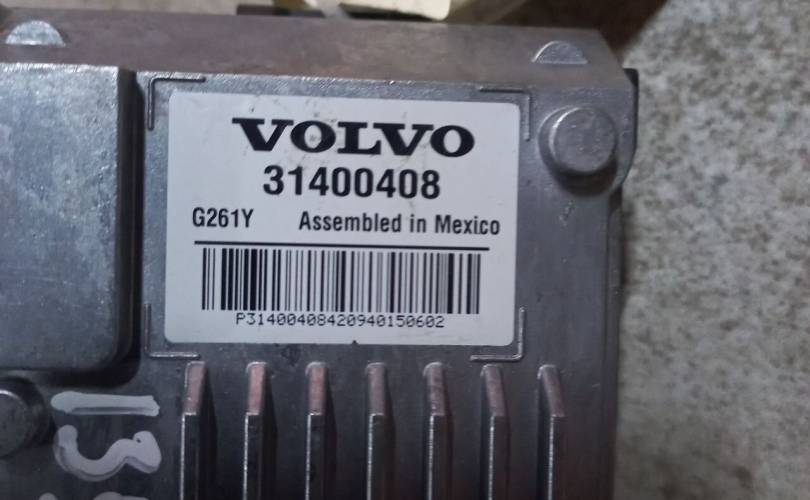 VOLVO
31400408
G261Y Assembled in Mexico
P31400408420940150602